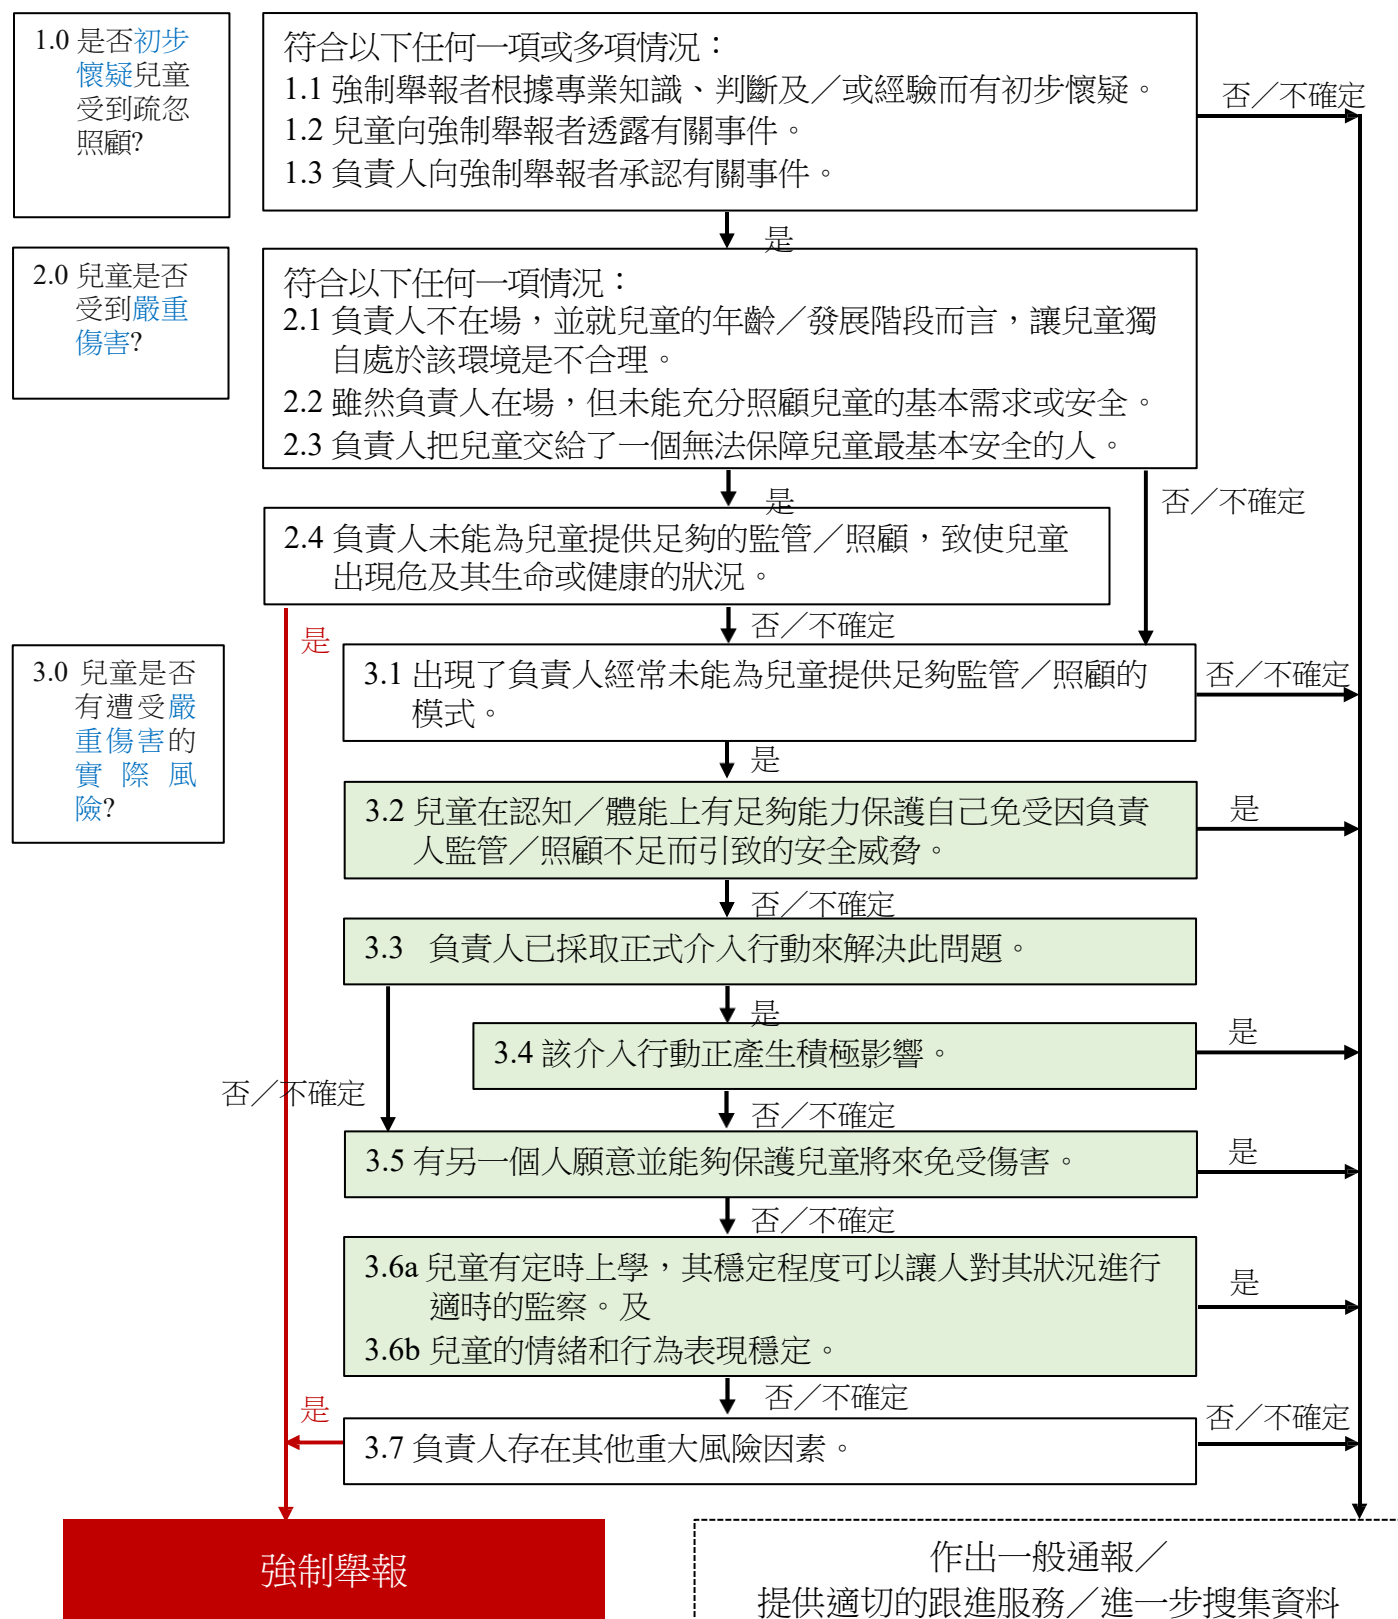 1.0 是否初步
懷疑兒童
受到疏忽
照顧?
符合以下任何一項或多項情況：
1.1 強制舉報者根據專業知識、判斷及／或經驗而有初步懷疑。
1.2 兒童向強制舉報者透露有關事件。
1.3 負責人向強制舉報者承認有關事件。
否／不確定
是
2.0 兒童是否
受到嚴重
傷害?
符合以下任何一項情況：
2.1 負責人不在場，並就兒童的年齡／發展階段而言，讓兒童獨
自處於該環境是不合理。
2.2 雖然負責人在場，但未能充分照顧兒童的基本需求或安全。
2.3 負責人把兒童交給了一個無法保障兒童最基本安全的人。
是
否／不確定
2.4 負責人未能為兒童提供足夠的監管／照顧，致使兒童
出現危及其生命或健康的狀況。
是
否／不確定
3.0 兒童是否
有遭受嚴
重傷害的
實際風
險?
3.1 出現了負責人經常未能為兒童提供足夠監管／照顧的
模式。
否／不確定
是
3.2 兒童在認知／體能上有足夠能力保護自己免受因負責
人監管／照顧不足而引致的安全威脅。
是
否／不確定
3.3 負責人已採取正式介入行動來解決此問題。
是
3.4 該介入行動正產生積極影響。
是
否／不確定
否／不確定
3.5 有另一個人願意並能夠保護兒童將來免受傷害。
是
否／不確定
3.6a 兒童有定時上學，其穩定程度可以讓人對其狀況進行
適時的監察。及
3.6b 兒童的情緒和行為表現穩定。
是
否／不確定
是
3.7 負責人存在其他重大風險因素。
否／不確定
強制舉報
作出一般通報／
提供適切的跟進服務／進一步搜集資料